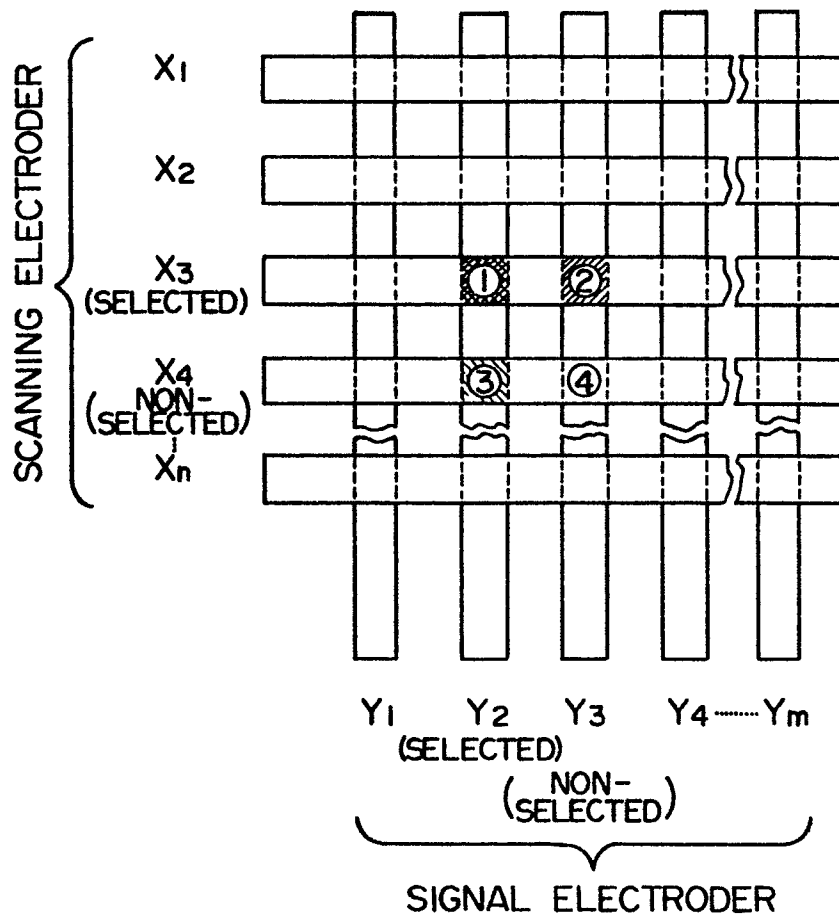 SCANNING ELECTRODER
X1
X2
X3
(SELECTED)
X4
(NON-
SELECTED)
Xn
① ②
③ ④
Y1 Y2 Y3 Y4 ········ Ym
(SELECTED)
(NON-
SELECTED)
SIGNAL ELECTRODER